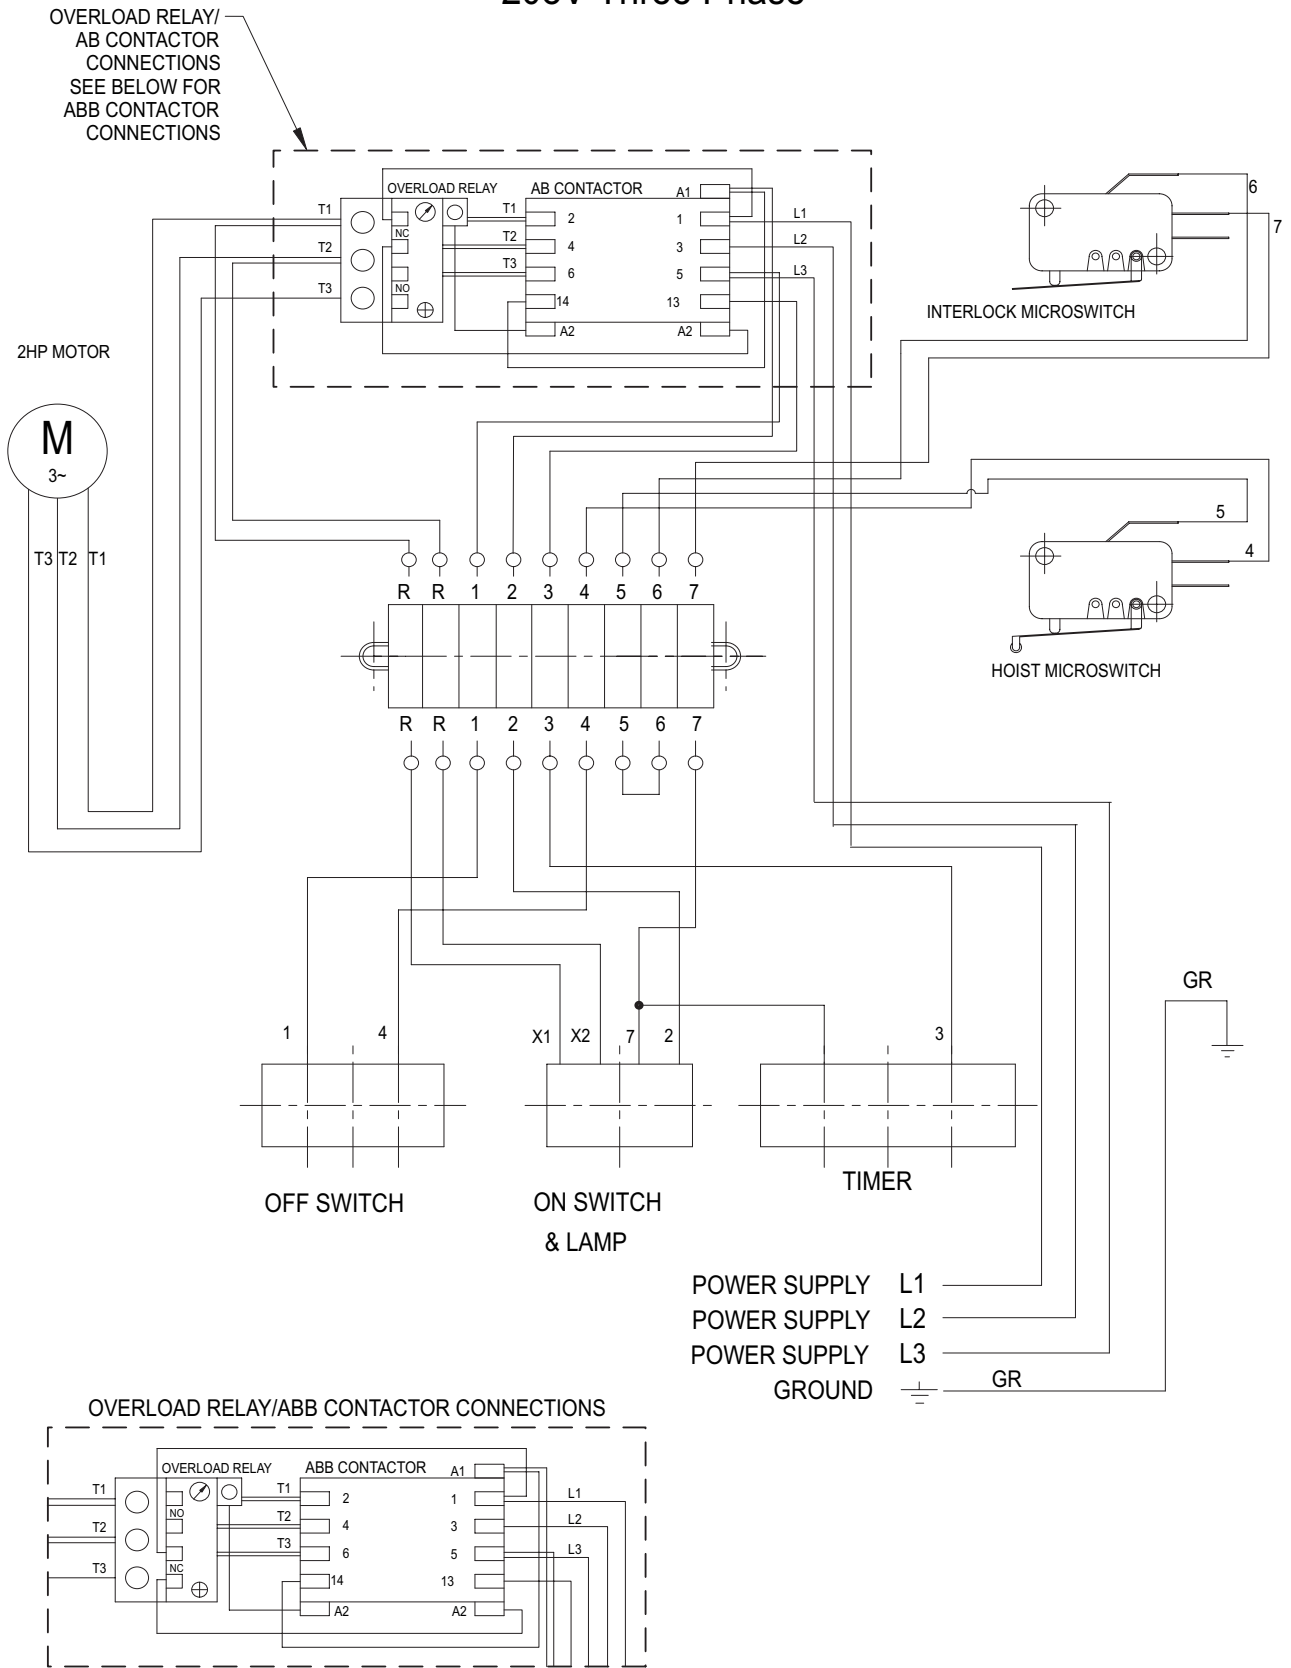 OVERLOAD RELAY/
AB CONTACTOR
CONNECTIONS
SEE BELOW FOR
ABB CONTACTOR
CONNECTIONS
OVERLOAD RELAY
AB CONTACTOR
A1
T1
T1
2
1
L1
NC
T2
T2
4
3
L2
T3
T3
6
5
L3
NO
14
13
A2
A2
6
7
INTERLOCK MICROSWITCH
2HP MOTOR
M
3~
T3 T2 T1
5
4
HOIST MICROSWITCH
R R 1 2 3 4 5 6 7
R R 1 2 3 4 5 6 7
GR
1
4
X1
X2
7
2
3
OFF SWITCH
ON SWITCH
& LAMP
TIMER
POWER SUPPLY L1
POWER SUPPLY L2
POWER SUPPLY L3
GROUND
GR
OVERLOAD RELAY/ABB CONTACTOR CONNECTIONS
OVERLOAD RELAY
ABB CONTACTOR
A1
T1
T1
2
1
L1
NO
T2
T2
4
3
L2
T3
T3
6
5
L3
NC
14
13
A2
A2